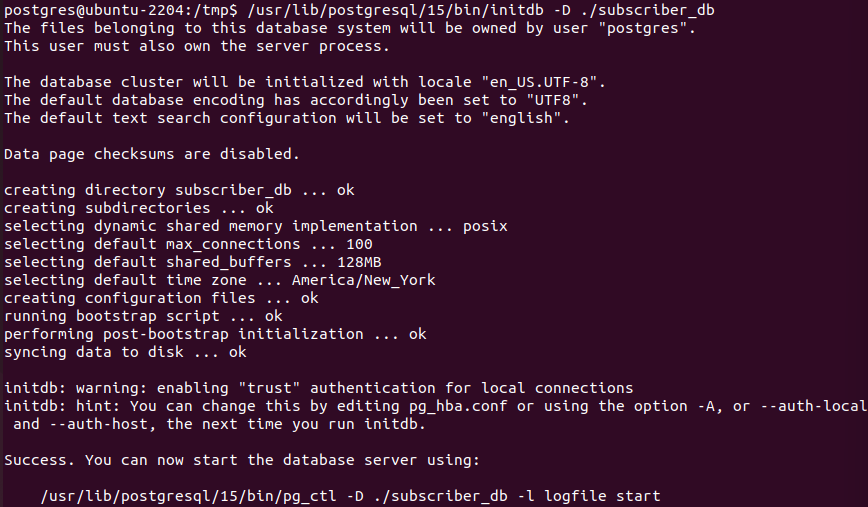 postgres@ubuntu-2204:/tmp$ /usr/lib/postgresql/15/bin/initdb -D ./subscriber_db
The files belonging to this database system will be owned by user "postgres".
This user must also own the server process.
The database cluster will be initialized with locale "en_US.UTF-8".
The default database encoding has accordingly been set to "UTF8".
The default text search configuration will be set to "english".
Data page checksums are disabled.
creating directory subscriber_db ... ok
creating subdirectories ... ok
selecting dynamic shared memory implementation ... posix
selecting default max_connections ... 100
selecting default shared_buffers ... 128MB
selecting default time zone ... America/New_York
creating configuration files ... ok
running bootstrap script ... ok
performing post-bootstrap initialization ... ok
syncing data to disk ... ok
initdb: warning: enabling "trust" authentication for local connections
initdb: hint: You can change this by editing pg_hba.conf or using the option -A, or --auth-local
 and --auth-host, the next time you run initdb.
Success. You can now start the database server using:
    /usr/lib/postgresql/15/bin/pg_ctl -D ./subscriber_db -l logfile start